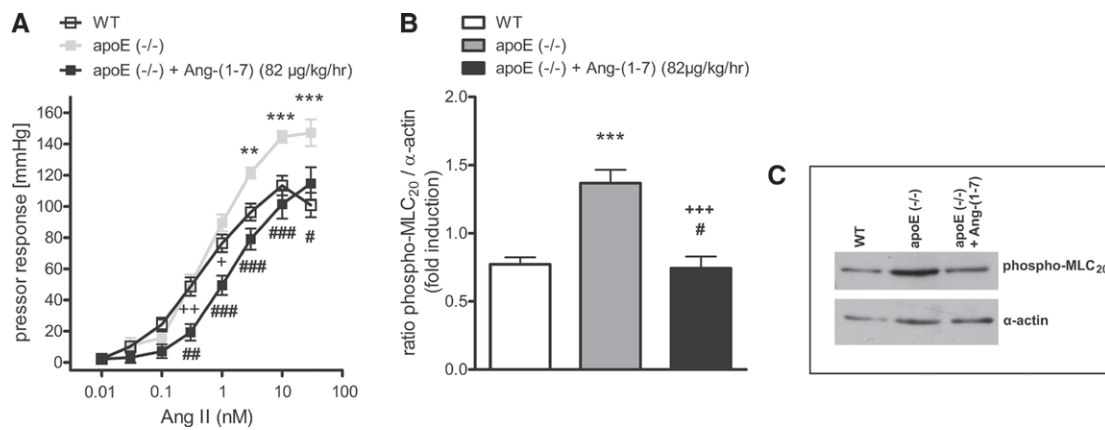 A
WT
apoE (-/-)
apoE (-/-) + Ang-(1-7) (82 µg/kg/hr)
pressor response [mmHg]
160
140
120
100
80
60
40
20
0
0.01
0.1
1
10
100
Ang II (nM)
**
***
***
++
+
##
###
###
###
#
B
WT
apoE (-/-)
apoE (-/-) + Ang-(1-7) (82µg/kg/hr)
ratio phospho-MLC20 / α-actin
(fold induction)
2.0
1.5
1.0
0.5
0.0
***
+++
#
C
WT
apoE (-/-)
apoE (-/-)
+ Ang-(1-7)
phospho-MLC20
α-actin